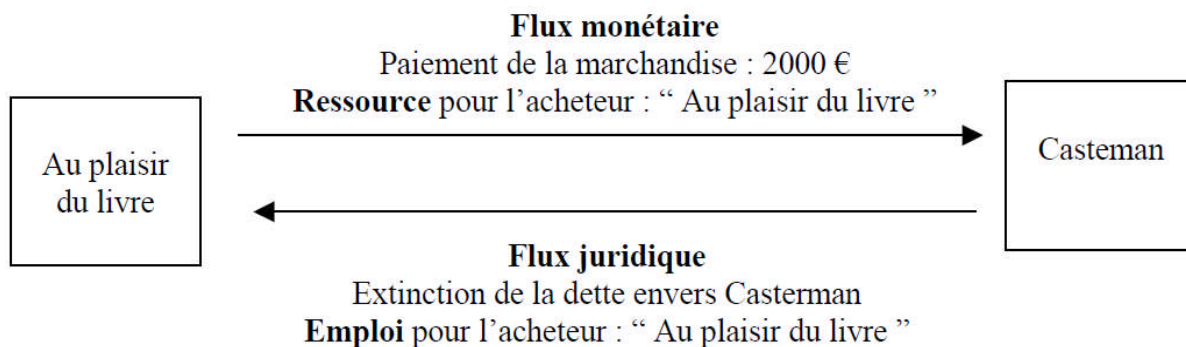 Flux monétaire
Paiement de la marchandise : 2000 €
Ressource pour l’acheteur : “ Au plaisir du livre ”
Au plaisir
du livre
Casteman
Flux juridique
Extinction de la dette envers Casterman
Emploi pour l’acheteur : “ Au plaisir du livre ”